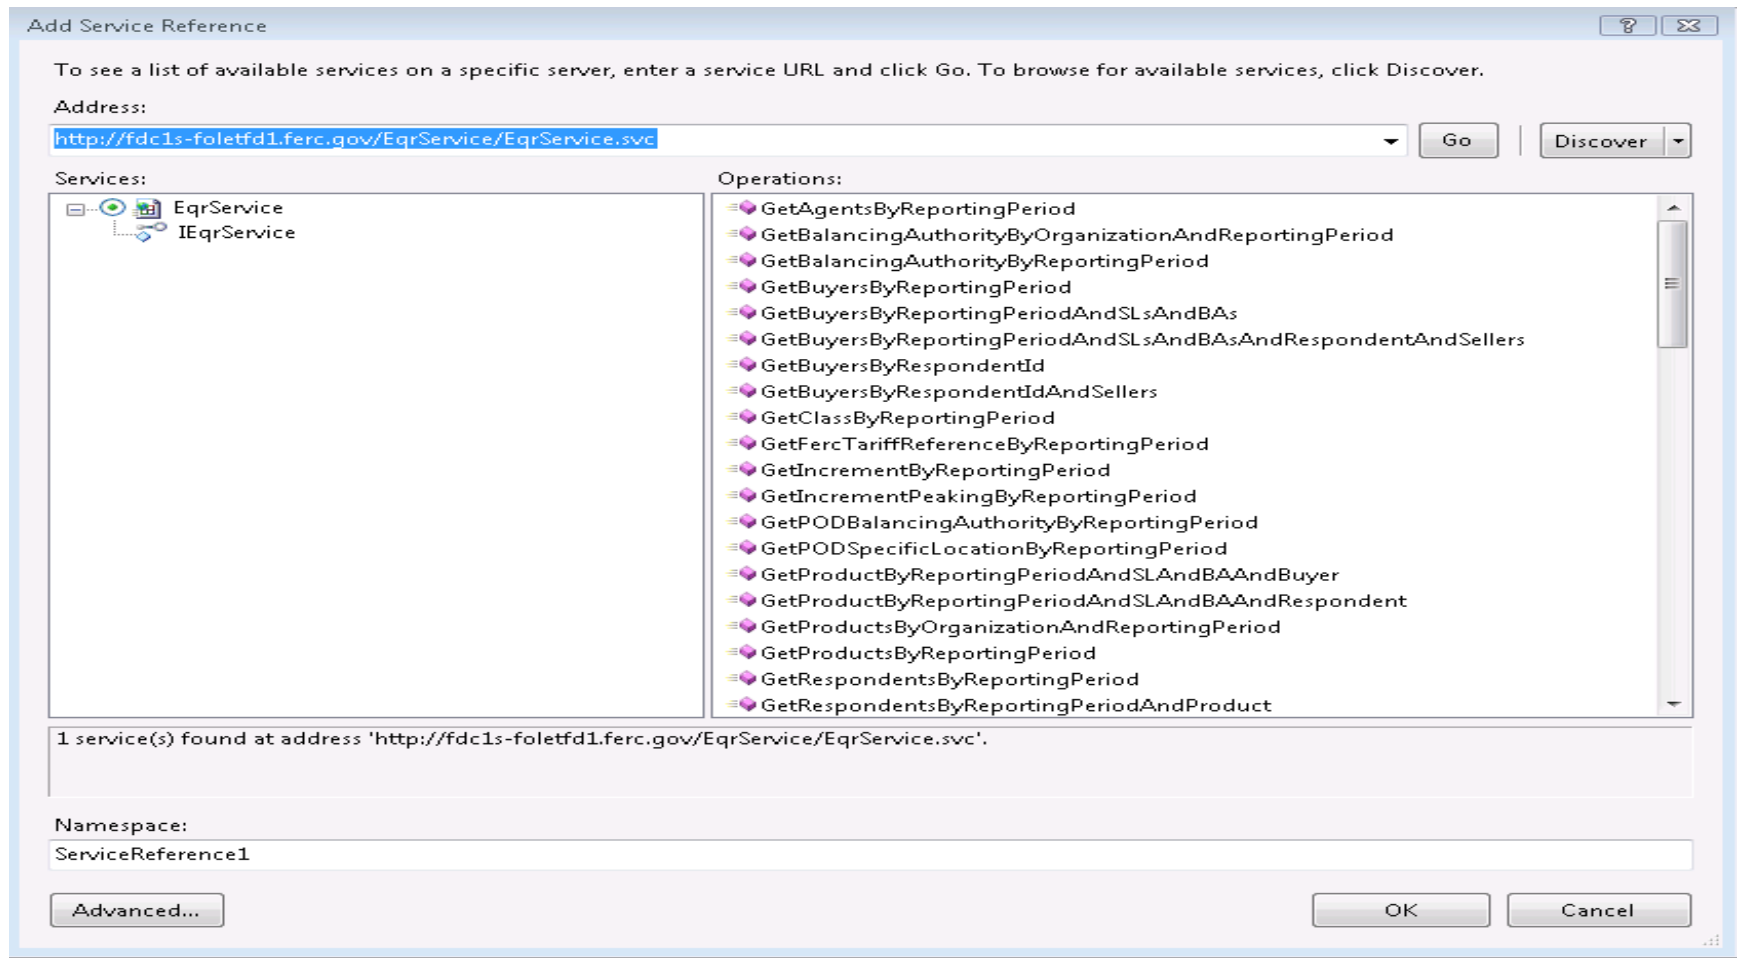 Add Service Reference
To see a list of available services on a specific server, enter a service URL and click Go. To browse for available services, click Discover.
Address:
http://fdc1s-foletfd1.ferc.gov/EqrService/EqrService.svc
Go
Discover
Services:
EqrService
IEqrService
Operations:
GetAgentsByReportingPeriod
GetBalancingAuthorityByOrganizationAndReportingPeriod
GetBalancingAuthorityByReportingPeriod
GetBuyersByReportingPeriod
GetBuyersByReportingPeriodAndSLsAndBAs
GetBuyersByReportingPeriodAndSLsAndBAsAndRespondentAndSellers
GetBuyersByRespondentId
GetBuyersByRespondentIdAndSellers
GetClassByReportingPeriod
GetFercTariffReferenceByReportingPeriod
GetIncrementByReportingPeriod
GetIncrementPeakingByReportingPeriod
GetPODBalancingAuthorityByReportingPeriod
GetPODSpecificLocationByReportingPeriod
GetProductByReportingPeriodAndSLAndBAAndBuyer
GetProductByReportingPeriodAndSLAndBAAndRespondent
GetProductsByOrganizationAndReportingPeriod
GetProductsByReportingPeriod
GetRespondentsByReportingPeriod
GetRespondentsByReportingPeriodAndProduct
1 service(s) found at address 'http://fdc1s-foletfd1.ferc.gov/EqrService/EqrService.svc'.
Namespace:
ServiceReference1
Advanced...
OK
Cancel